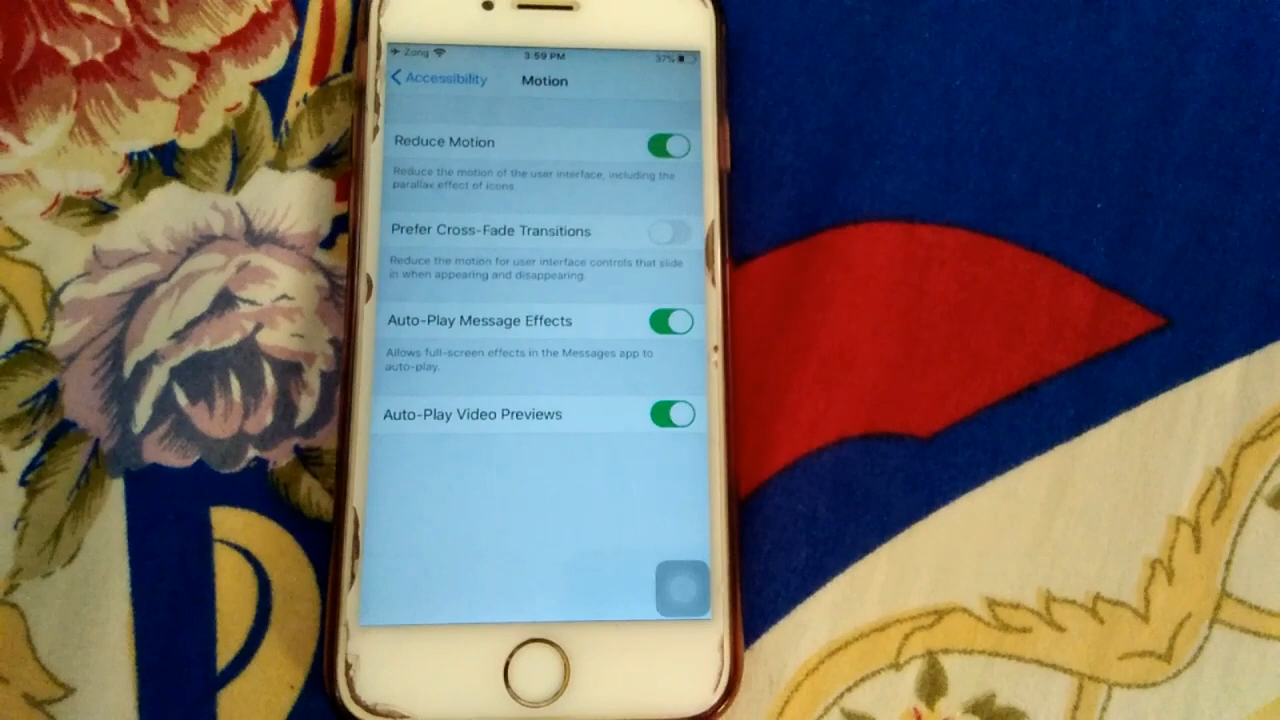 Zong 3:59 PM 37%
Accessibility Motion
Reduce Motion
Reduce the motion of the user interface, including the
parallax effect of icons.
Prefer Cross-Fade Transitions
Reduce the motion for user interface controls that slide
in when appearing and disappearing.
Auto-Play Message Effects
Allows full-screen effects in the Messages app to
auto-play.
Auto-Play Video Previews